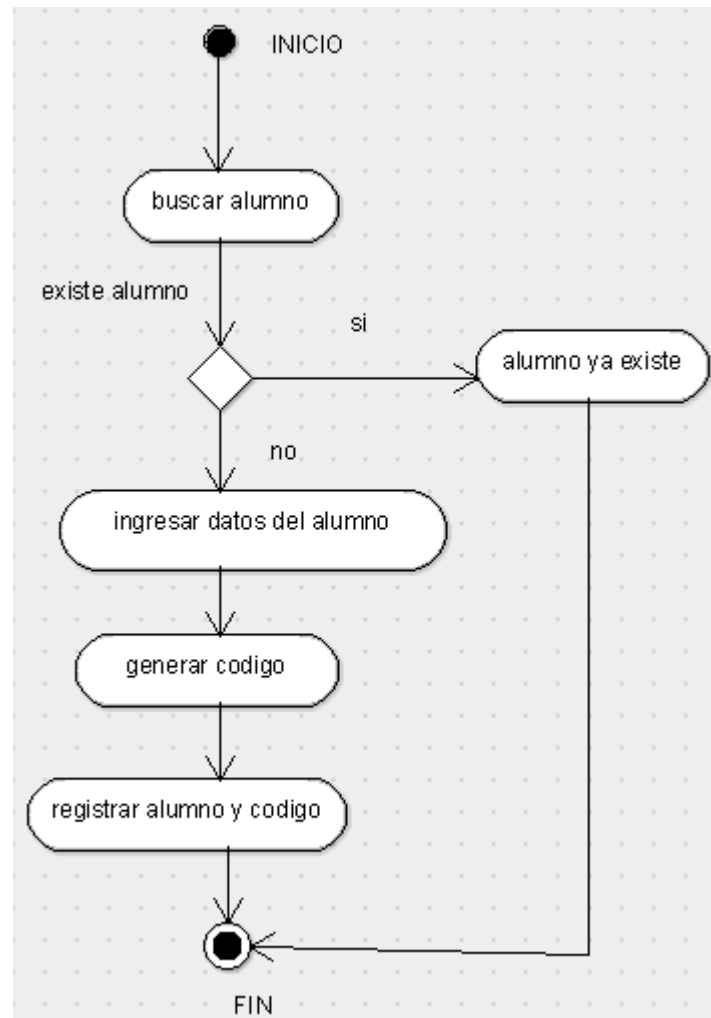 INICIO
buscar alumno
existe alumno
si
alumno ya existe
no
ingresar datos del alumno
generar codigo
registrar alumno y codigo
FIN